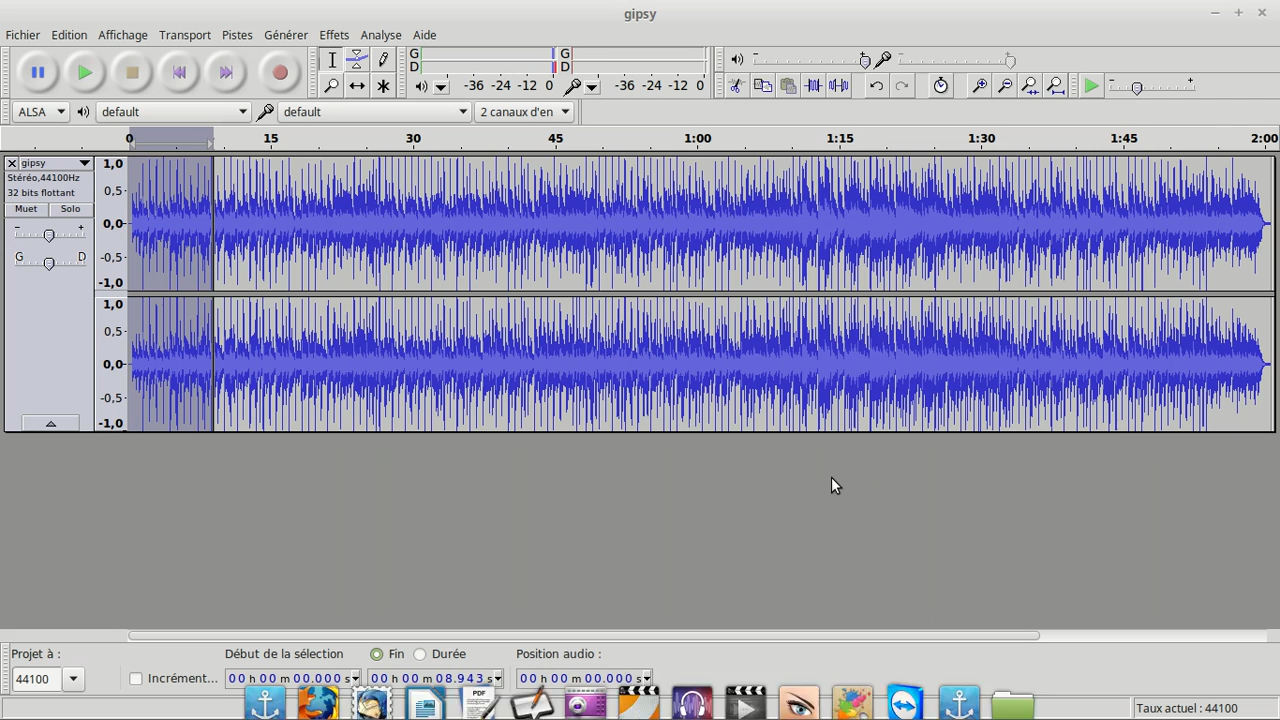 gipsy
Fichier Edition Affichage Transport Pistes Générer Effets Analyse Aide
G G
D D
-36 -24 -12 0 -36 -24 -12 0
ALSA default default 2 canaux d'en
0 15 30 45 1:00 1:15 1:30 1:45 2:00
gipsy
Stéréo,44100Hz
32 bits flottant
Muet Solo
- +
G D
1,0
0,5-
0,0-
-0,5-
-1,0
1,0
0,5-
0,0-
-0,5-
-1,0
Projet à : Début de la sélection Fin Durée Position audio :
44100 Incrément... 00 h 00 m 00.000 s 00 h 00 m 08.943 s 00 h 00 m 00.000 s
PDF
Taux actuel : 44100